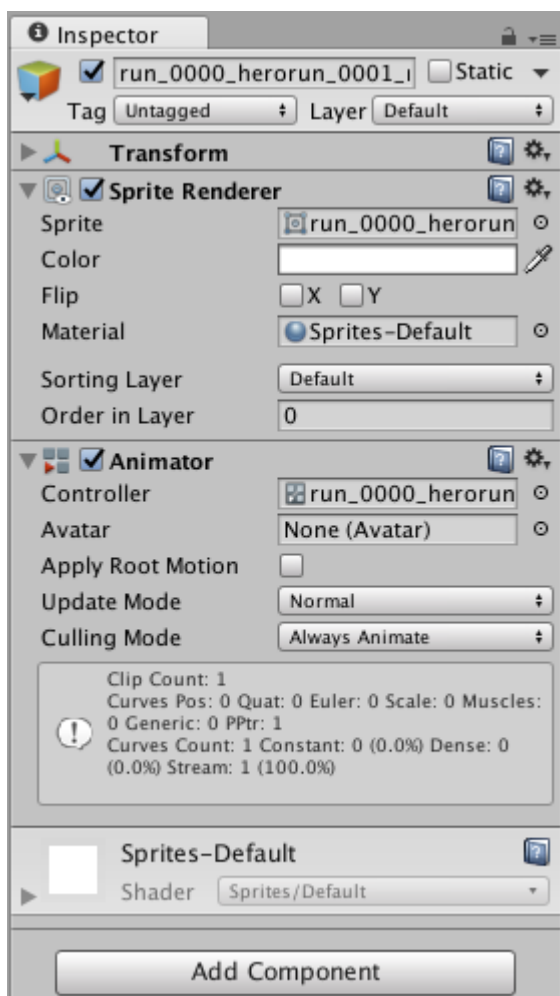 Inspector
run_0000_herorun_0001_
Static
Tag Untagged Layer Default
Transform
Sprite Renderer
Sprite run_0000_herorun
Color
Flip X Y
Material Sprites-Default
Sorting Layer Default
Order in Layer 0
Animator
Controller run_0000_herorun
Avatar None (Avatar)
Apply Root Motion
Update Mode Normal
Culling Mode Always Animate
Clip Count: 1
Curves Pos: 0 Quat: 0 Euler: 0 Scale: 0 Muscles:
0 Generic: 0 PPtr: 1
Curves Count: 1 Constant: 0 (0.0%) Dense: 0
(0.0%) Stream: 1 (100.0%)
Sprites-Default
Shader Sprites/Default
Add Component